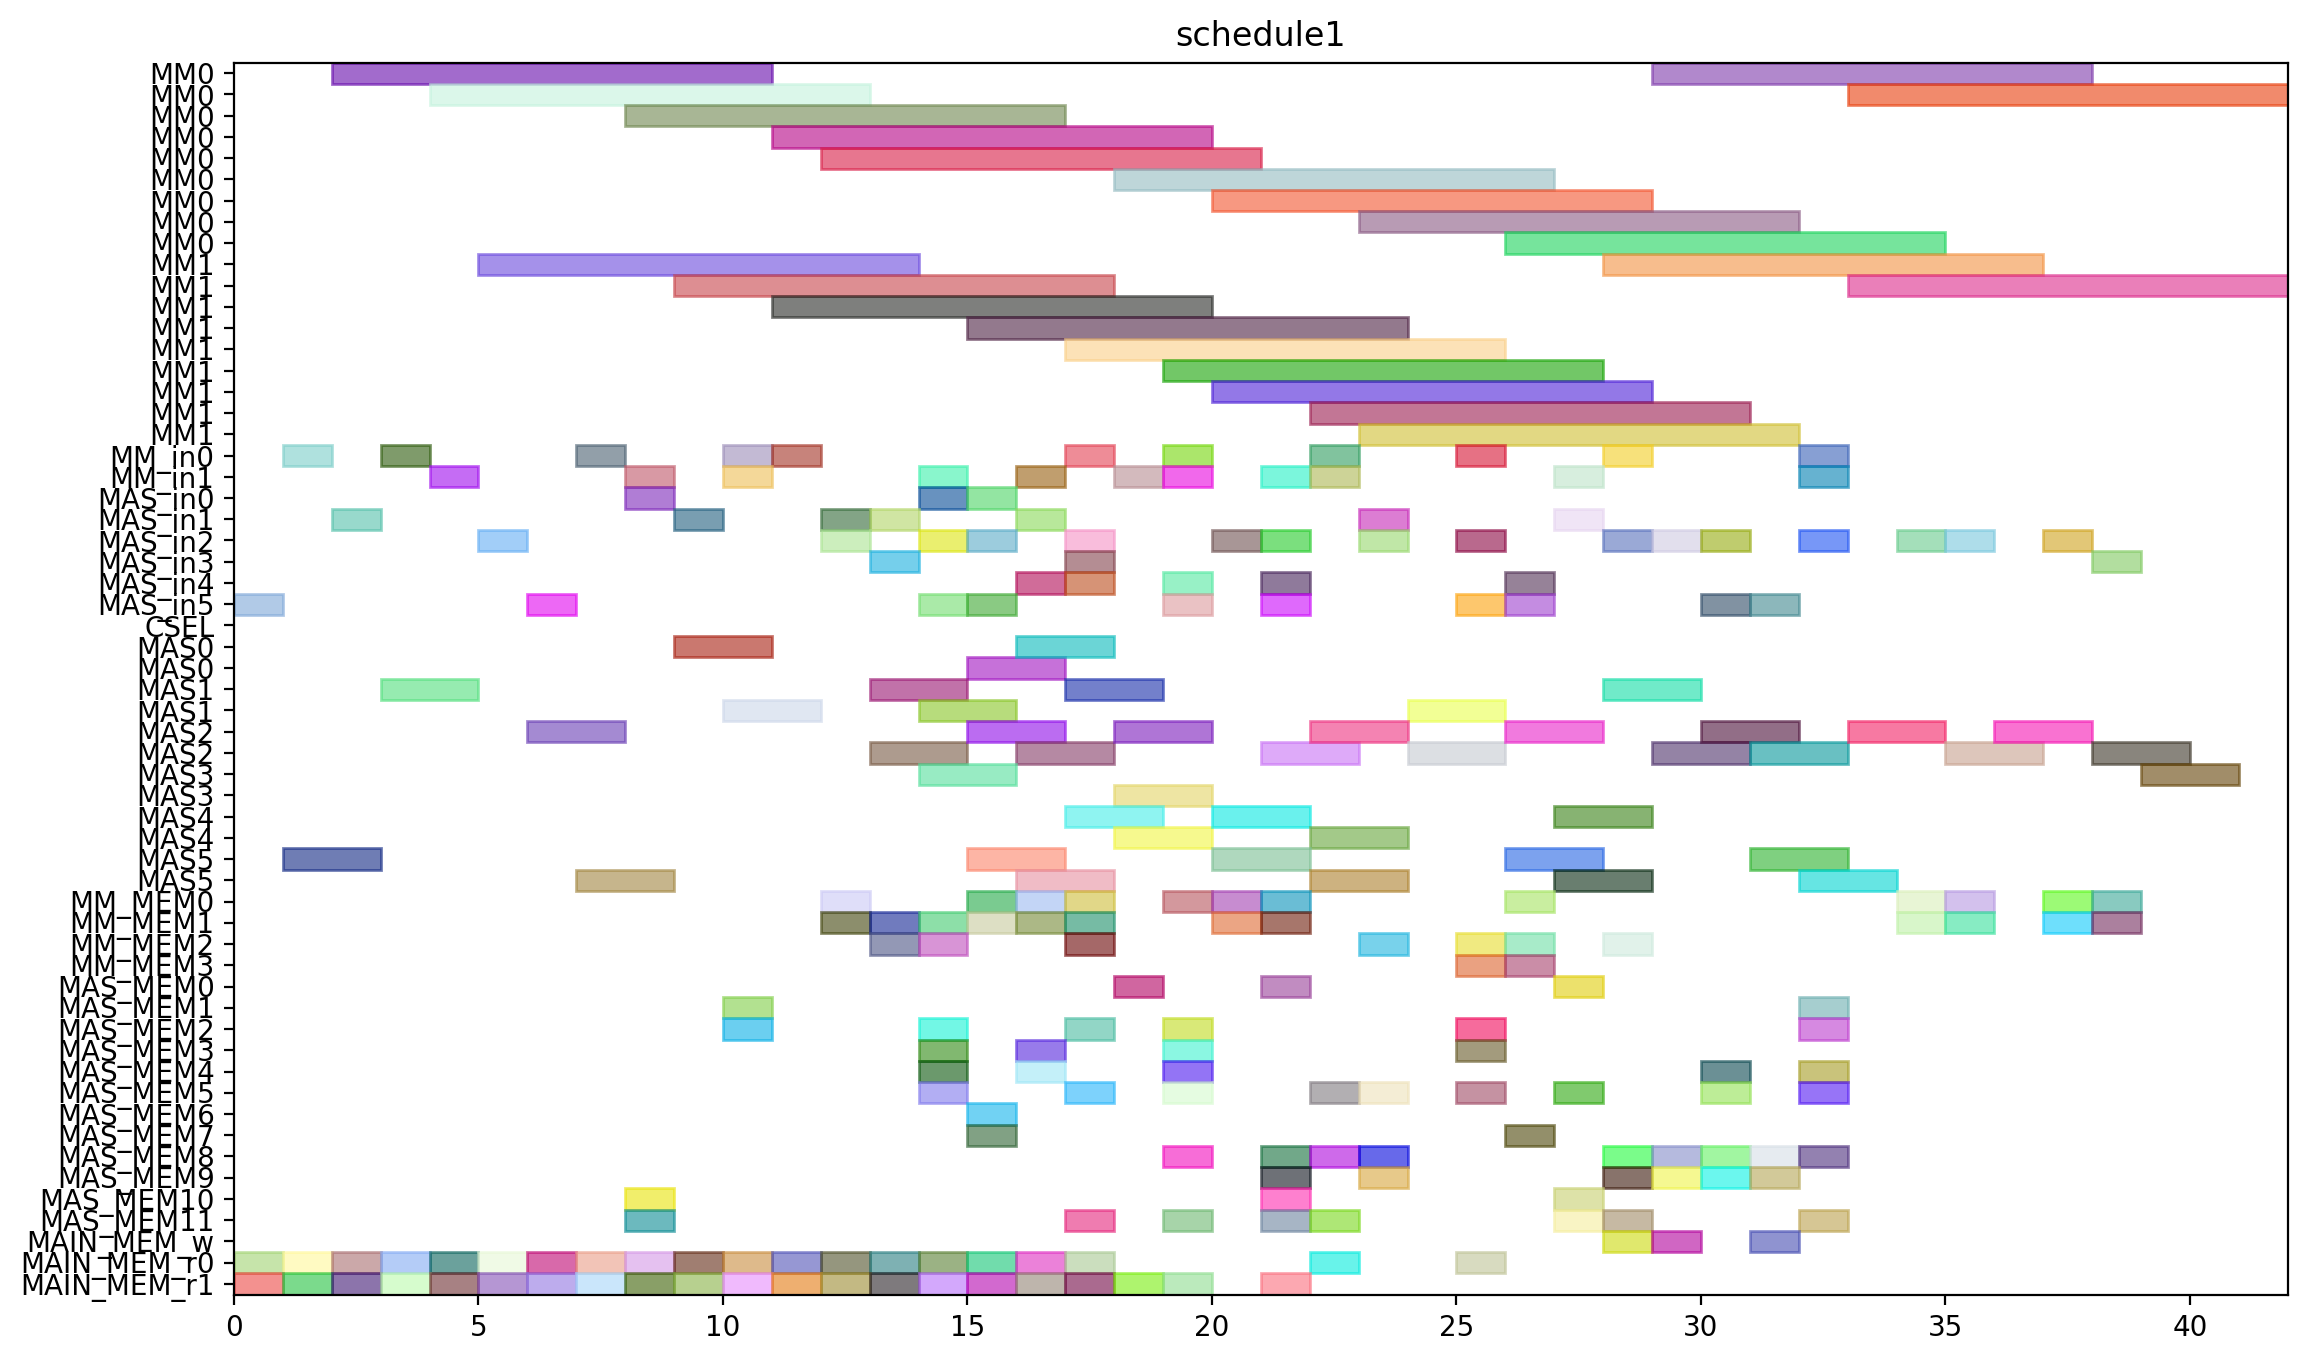 schedule1
MM0
MM0
MM0
MM0
MM0
MM0
MM0
MM0
MM0
MM1
MM1
MM1
MM1
MM1
MM1
MM1
MM1
MM1
MM_in0
MM_in1
MAS_in0
MAS_in1
MAS_in2
MAS_in3
MAS_in4
MAS_in5
CSEL
MAS0
MAS0
MAS1
MAS1
MAS2
MAS2
MAS3
MAS3
MAS4
MAS4
MAS5
MAS5
MM_MEM0
MM_MEM1
MM_MEM2
MM_MEM3
MAS_MEM0
MAS_MEM1
MAS_MEM2
MAS_MEM3
MAS_MEM4
MAS_MEM5
MAS_MEM6
MAS_MEM7
MAS_MEM8
MAS_MEM9
MAS_MEM10
MAS_MEM11
MAIN_MEM_w
MAIN_MEM_r0
MAIN_MEM_r1
0 5 10 15 20 25 30 35 40